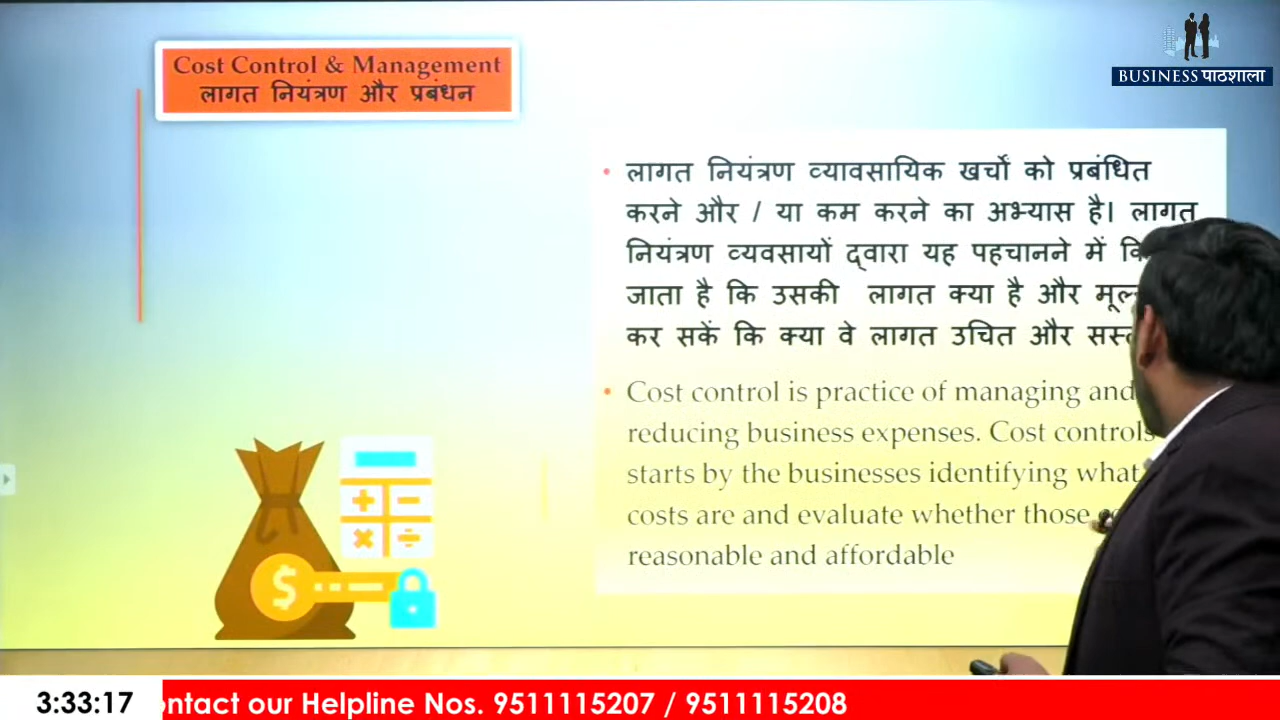 Cost Control & Management
लागत नियंत्रण और प्रबंधन
BUSINESS पाठशाला
• लागत नियंत्रण व्यावसायिक खर्चों को प्रबंधित
करने और / या कम करने का अभ्यास है। लागत
नियंत्रण व्यवसायों द्वारा यह पहचानने में
जाता है कि उसकी लागत क्या है और
कर सकें कि क्या वे लागत उचित और
• Cost control is practice of managing and
reducing business expenses. Cost controls
starts by the businesses identifying what
costs are and evaluate whether those
reasonable and affordable
$
+ −
× ÷
3:33:17
ntact our Helpline Nos. 9511115207 / 9511115208